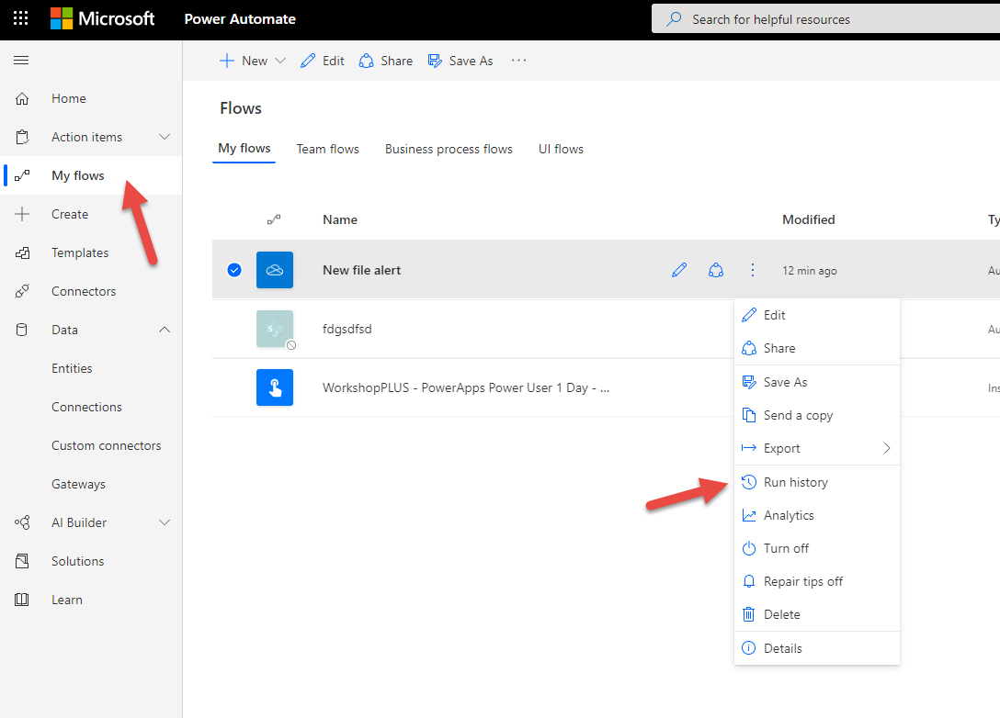 Microsoft Power Automate Search for helpful resources
New Edit Share Save As ...
Home
Action items
My flows
Create
Templates
Connectors
Data
Entities
Connections
Custom connectors
Gateways
AI Builder
Solutions
Learn
Flows
My flows Team flows Business process flows UI flows
Name Modified Ty
New file alert 12 min ago Au
fdgsdfsd Au
WorkshopPLUS - PowerApps Power User 1 Day - ... Ins
Edit
Share
Save As
Send a copy
Export
Run history
Analytics
Turn off
Repair tips off
Delete
Details